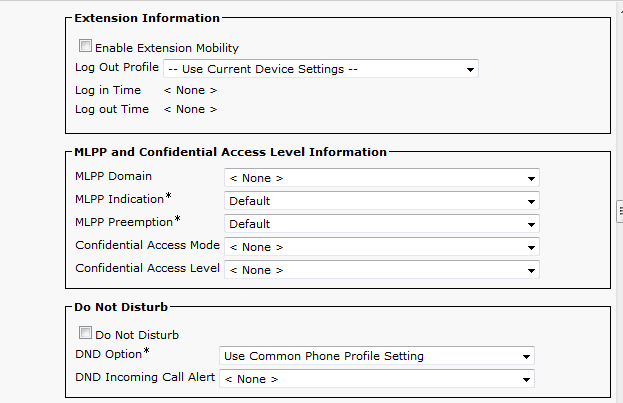 Extension Information
Enable Extension Mobility
Log Out Profile -- Use Current Device Settings --
Log in Time < None >
Log out Time < None >
MLPP and Confidential Access Level Information
MLPP Domain < None >
MLPP Indication* Default
MLPP Preemption* Default
Confidential Access Mode < None >
Confidential Access Level < None >
Do Not Disturb
Do Not Disturb
DND Option* Use Common Phone Profile Setting
DND Incoming Call Alert < None >